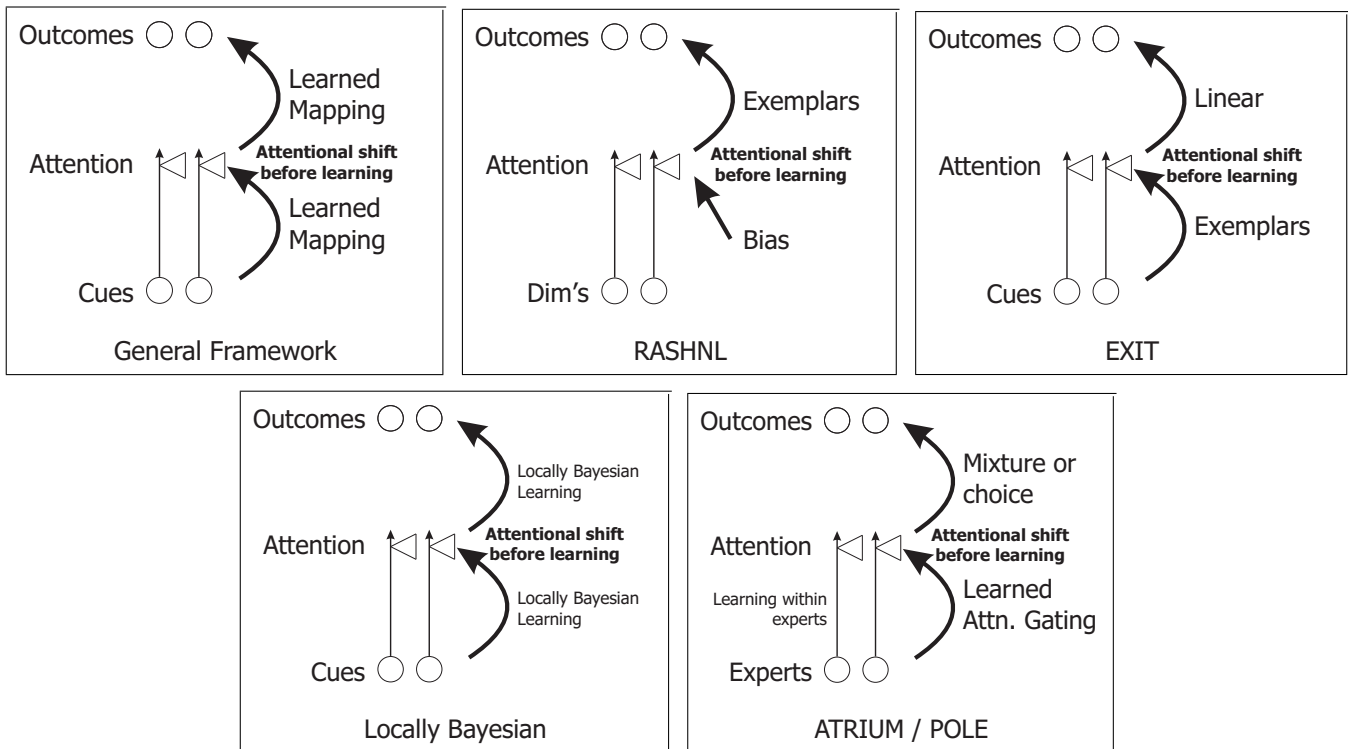 Outcomes
Learned
Mapping
Attention
Attentional shift
before learning
Learned
Mapping
Cues
General Framework
Outcomes
Exemplars
Attention
Attentional shift
before learning
Bias
Dim's
RASHNL
Outcomes
Linear
Attention
Attentional shift
before learning
Exemplars
Cues
EXIT
Outcomes
Locally Bayesian
Learning
Attention
Attentional shift
before learning
Locally Bayesian
Learning
Cues
Locally Bayesian
Outcomes
Mixture or
choice
Attention
Attentional shift
before learning
Learning within
experts
Learned
Attn. Gating
Experts
ATRIUM / POLE